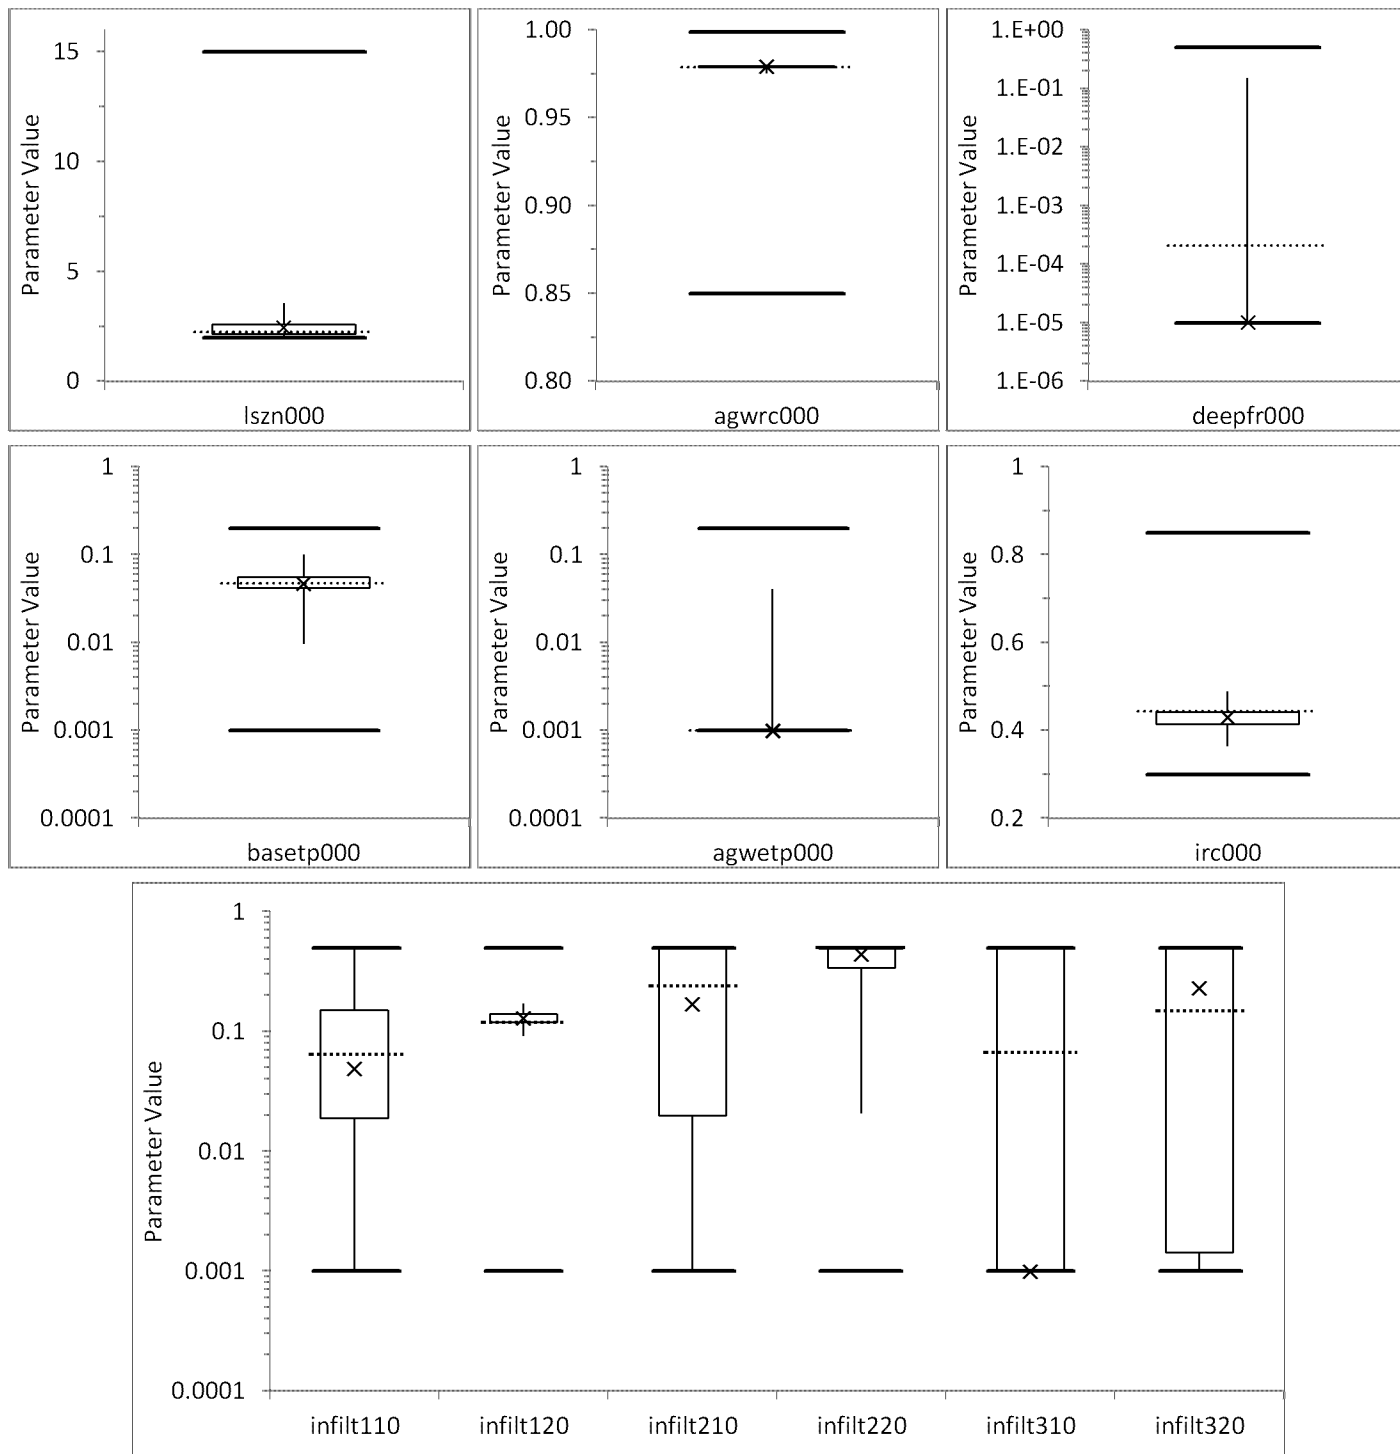 Parameter Value
15
10
5
0
lszn000
Parameter Value
1.00
0.95
0.90
0.85
0.80
agwrc000
Parameter Value
1.E+00
1.E-01
1.E-02
1.E-03
1.E-04
1.E-05
1.E-06
deepfr000
Parameter Value
1
0.1
0.01
0.001
0.0001
basetp000
Parameter Value
1
0.1
0.01
0.001
0.0001
agwetp000
Parameter Value
1
0.8
0.6
0.4
0.2
irc000
Parameter Value
1
0.1
0.01
0.001
0.0001
infilt110 infilt120 infilt210 infilt220 infilt310 infilt320